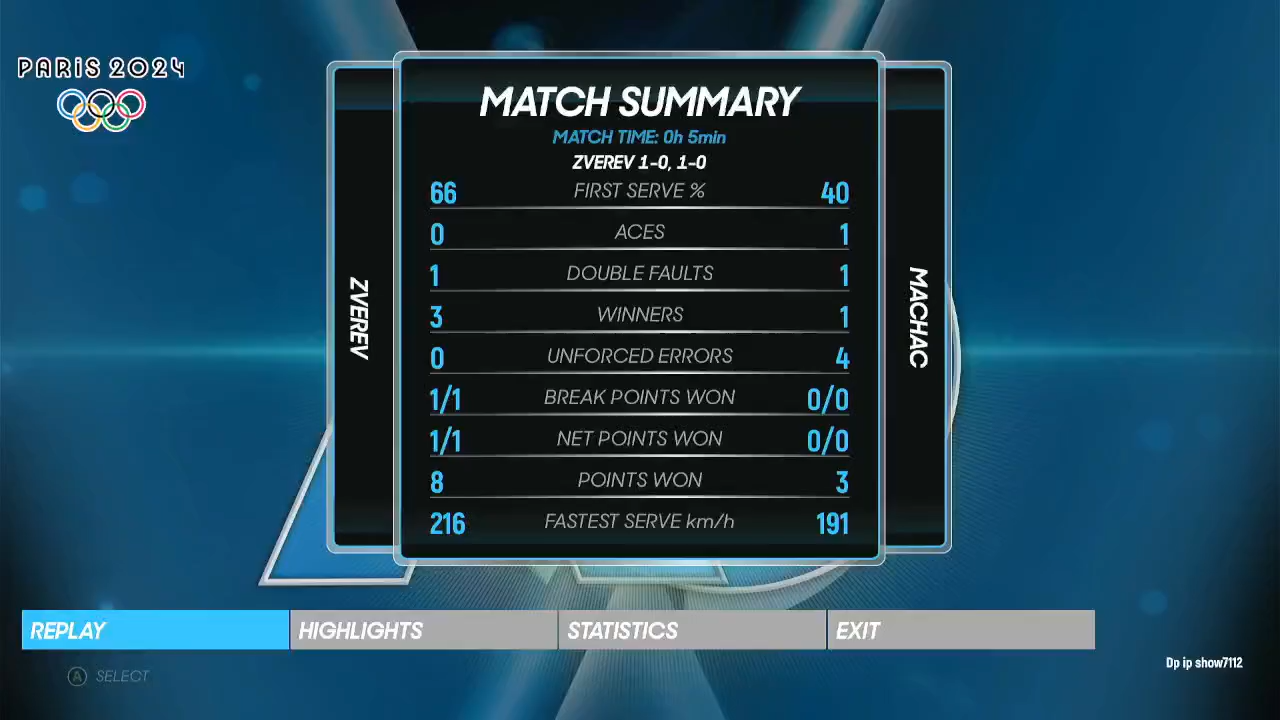 PARIS 2024
MATCH SUMMARY
MATCH TIME: 0h 5min
ZVEREV 1-0, 1-0
66 FIRST SERVE % 40
0 ACES 1
1 DOUBLE FAULTS 1
3 WINNERS 1
0 UNFORCED ERRORS 4
1/1 BREAK POINTS WON 0/0
1/1 NET POINTS WON 0/0
8 POINTS WON 3
216 FASTEST SERVE km/h 191
ZVEREV
MACHAC
REPLAY HIGHLIGHTS STATISTICS EXIT
A SELECT
Dp ip show7112